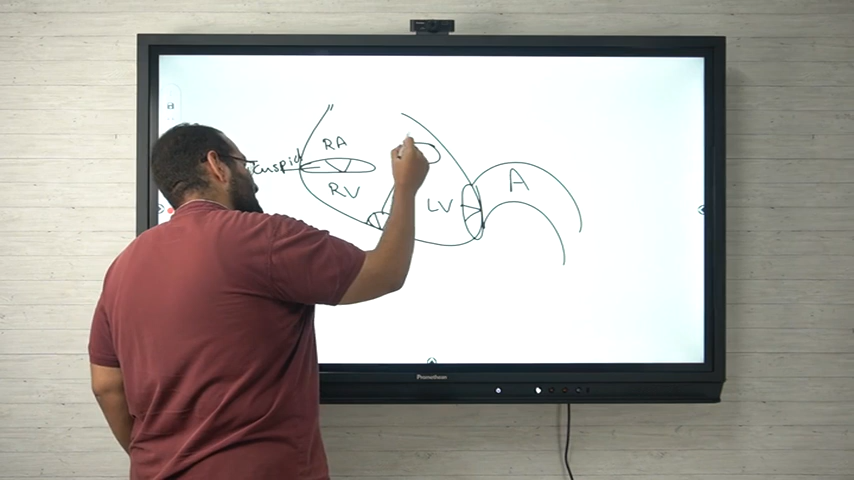 RA
cuspid
RV
LV
A
Promethean